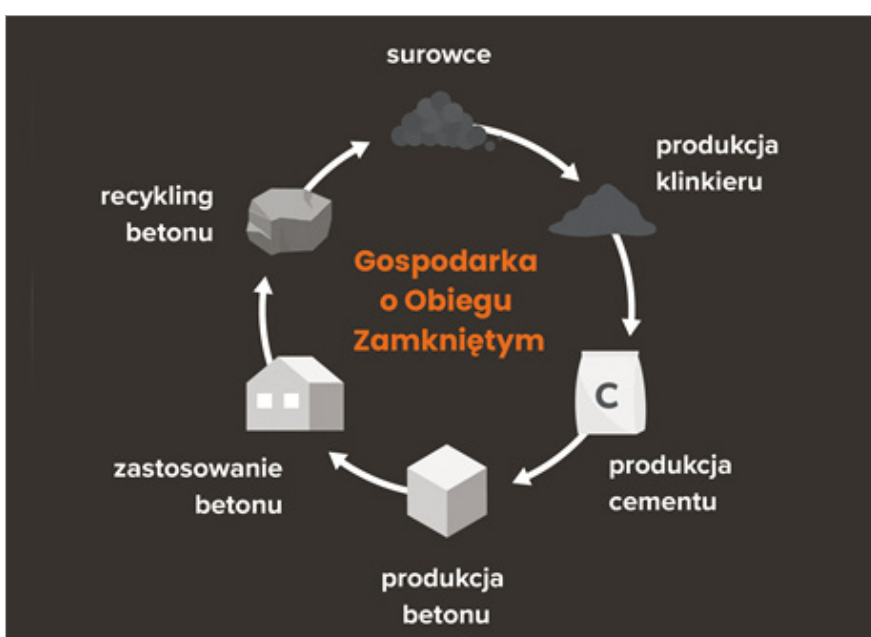 surowce
produkcja
klinkieru
recykling
betonu
Gospodarka
o Obiegu
Zamkniętym
C
zastosowanie
betonu
produkcja
cementu
produkcja
betonu